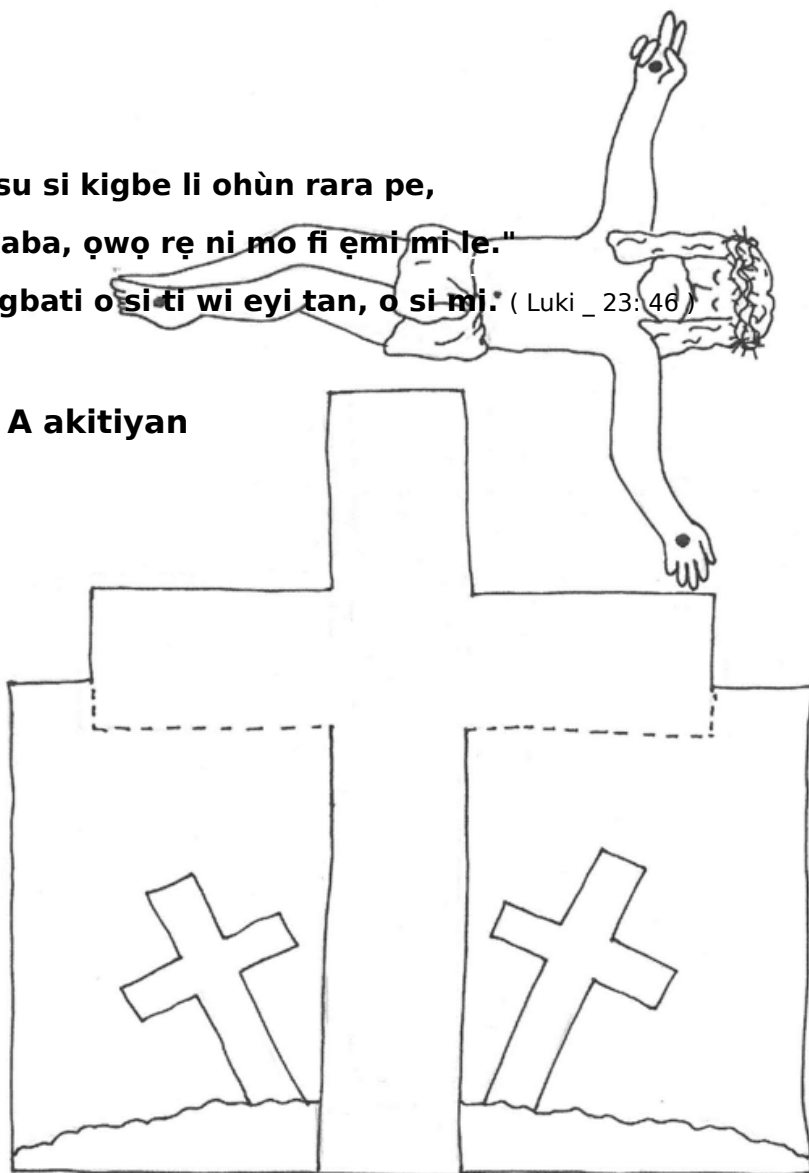 su si kigbe li ohùn rara pe,
aba, ọwọ rẹ ni mo fi ẹmi mi le."
gbati o si ti wi eyi tan, o si mi. ( Luki _ 23: 46 )
A akitiyan